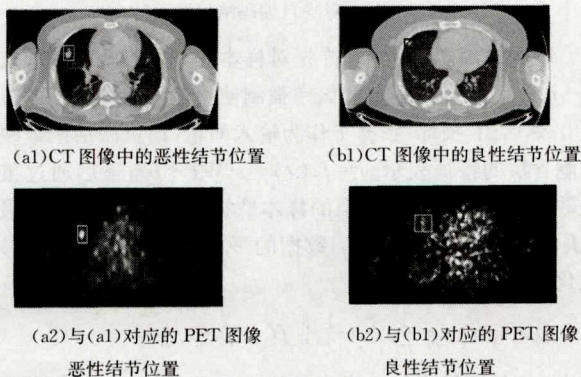 (a1)CT 图像中的恶性结节位置
(b1)CT 图像中的良性结节位置
(a2)与(a1)对应的 PET 图像
恶性结节位置
(b2)与(b1)对应的 PET 图像
良性结节位置